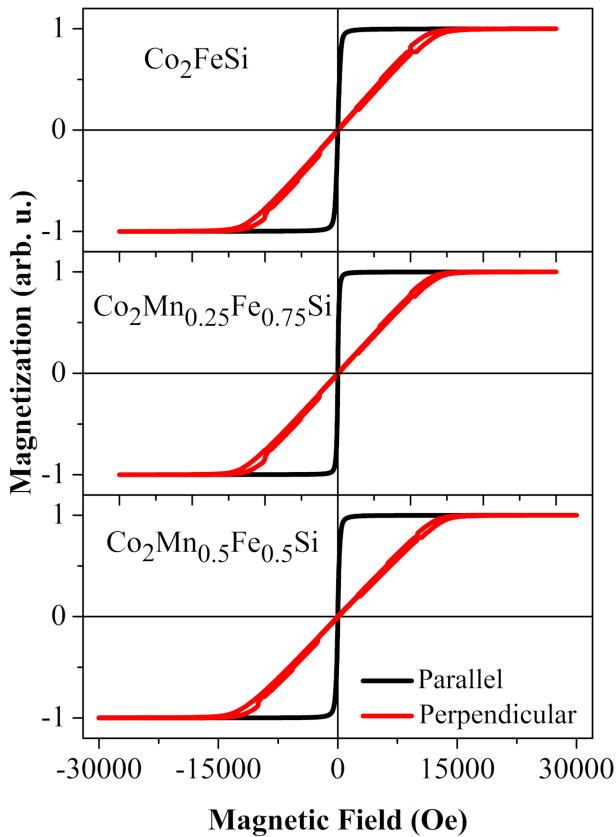 Magnetization (arb. u.)
1
Co₂FeSi
0
-1
1
Co₂Mn₀.₂₅Fe₀.₇₅Si
0
-1
1
Co₂Mn₀.₅Fe₀.₅Si
0
Parallel
Perpendicular
-1
-30000 -15000 0 15000 30000
Magnetic Field (Oe)